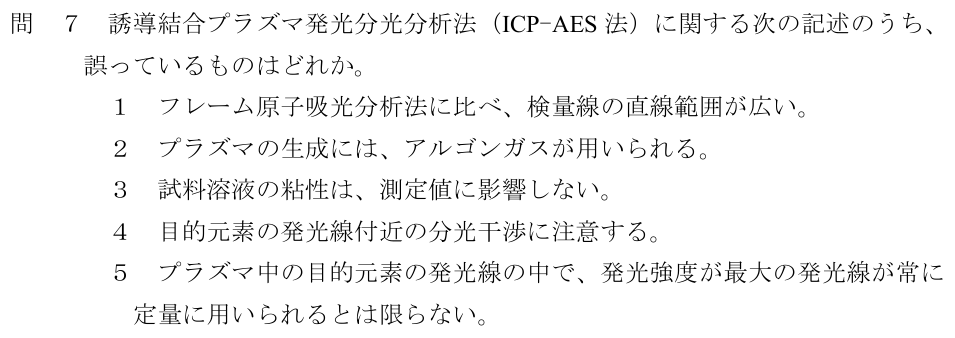 問　７　誘導結合プラズマ発光分光分析法（ICP-AES 法）に関する次の記述のうち、
誤っているものはどれか。
１　フレーム原子吸光分析法に比べ、検量線の直線範囲が広い。
２　プラズマの生成には、アルゴンガスが用いられる。
３　試料溶液の粘性は、測定値に影響しない。
４　目的元素の発光線付近の分光干渉に注意する。
５　プラズマ中の目的元素の発光線の中で、発光強度が最大の発光線が常に
定量に用いられるとは限らない。